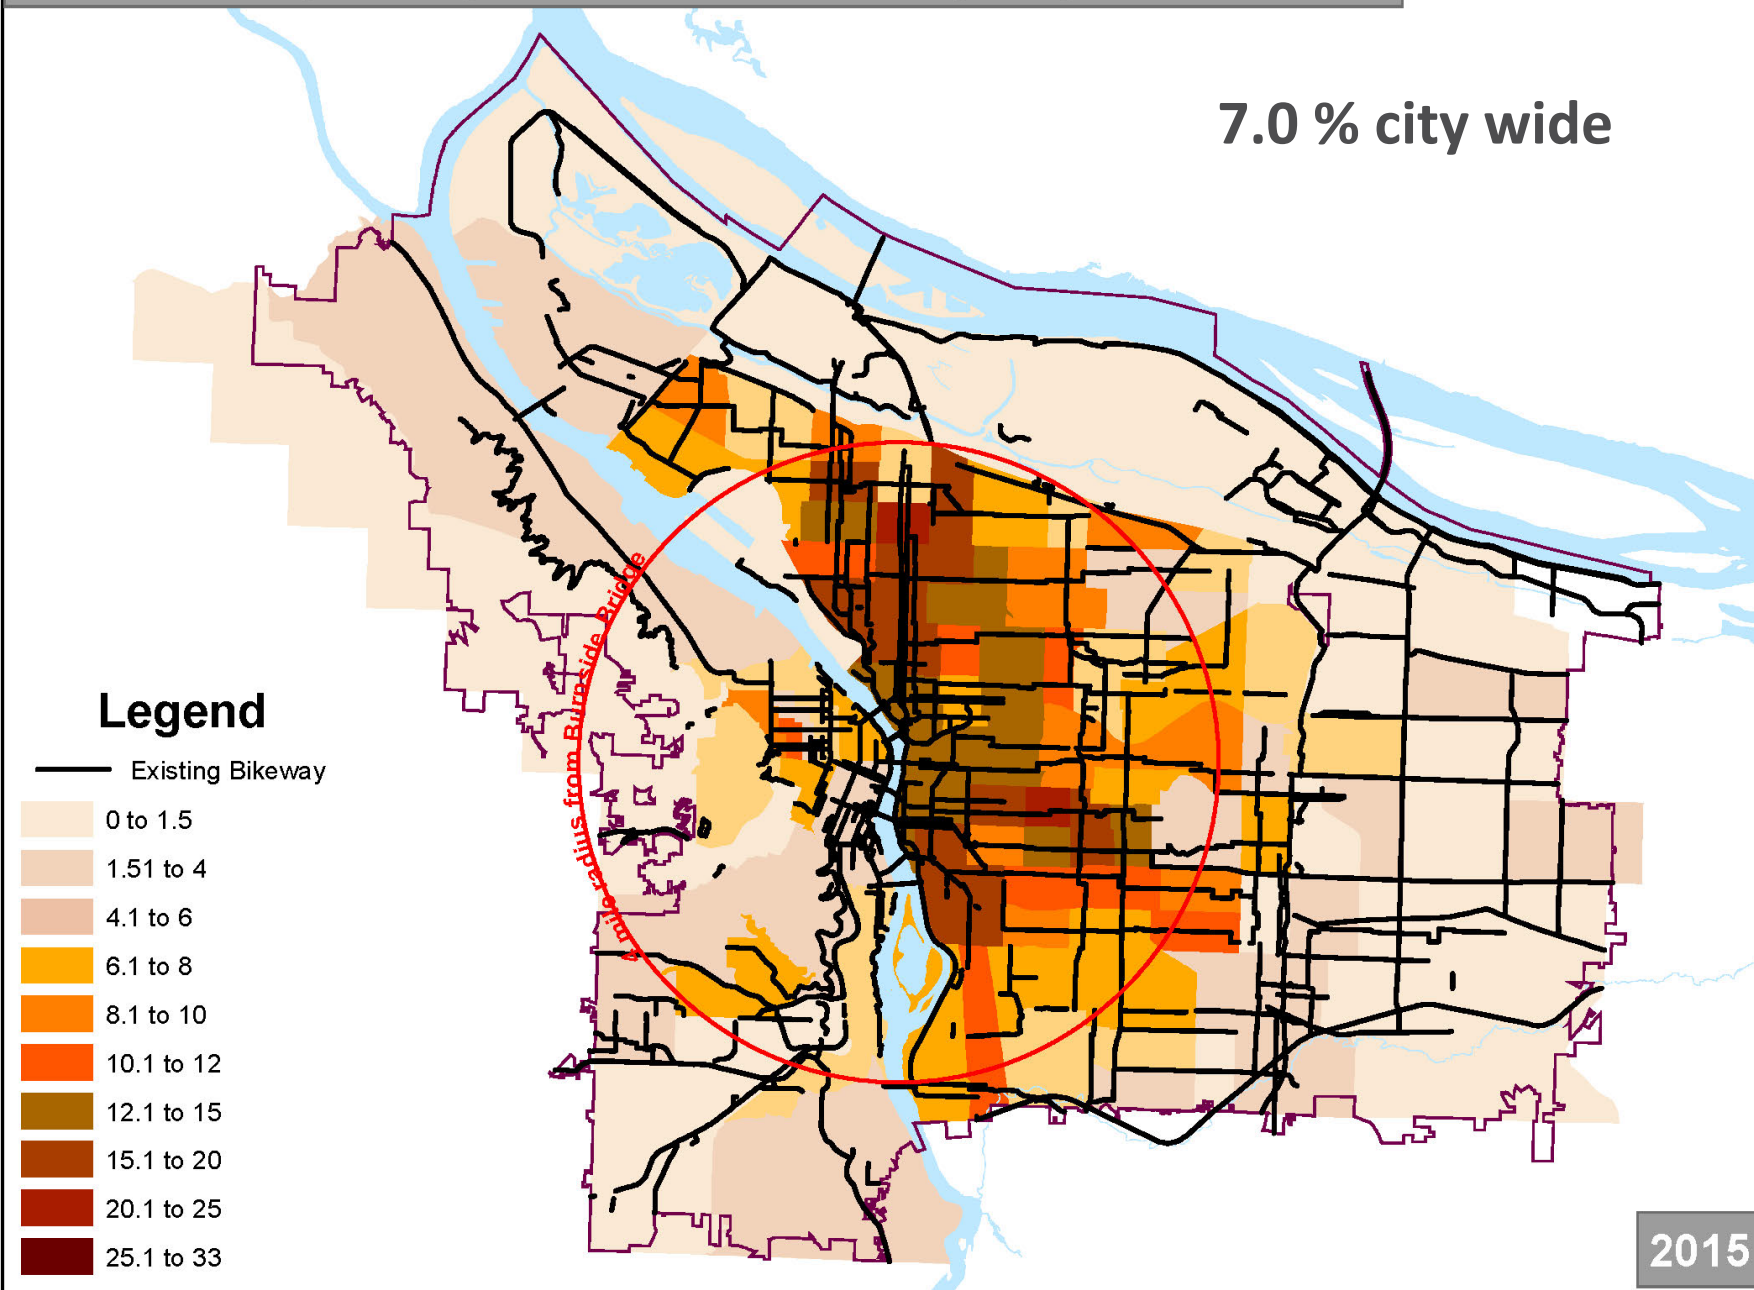 7.0 % city wide
4 mile radius from Burnside Bridge
Legend
Existing Bikeway
0 to 1.5
1.51 to 4
4.1 to 6
6.1 to 8
8.1 to 10
10.1 to 12
12.1 to 15
15.1 to 20
20.1 to 25
25.1 to 33
2015